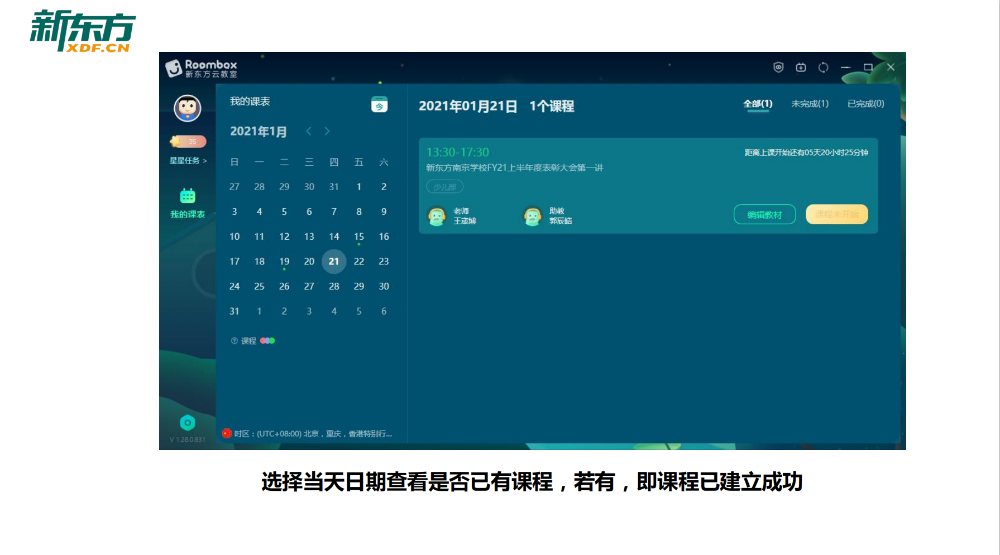 新东方
XDF.CN
Roombox
新东方云教室
35
星星任务 >
我的课表
V 1.28.0.831
我的课表
今
2021年1月 < >
日 一 二 三 四 五 六
27 28 29 30 31 1 2
3 4 5 6 7 8 9
10 11 12 13 14 15 16
17 18 19 20 21 22 23
24 25 26 27 28 29 30
31 1 2 3 4 5 6
? 课程
时区：(UTC+08:00) 北京，重庆，香港特别行...
2021年01月21日 1个课程
全部(1) 未完成(1) 已完成(0)
13:30-17:30
距离上课开始还有05天20小时25分钟
新东方南京学校FY21上半年度表彰大会第一讲
少儿部
老师
王宬博
助教
郭辰皓
编辑教材
课程未开始
选择当天日期查看是否已有课程，若有，即课程已建立成功